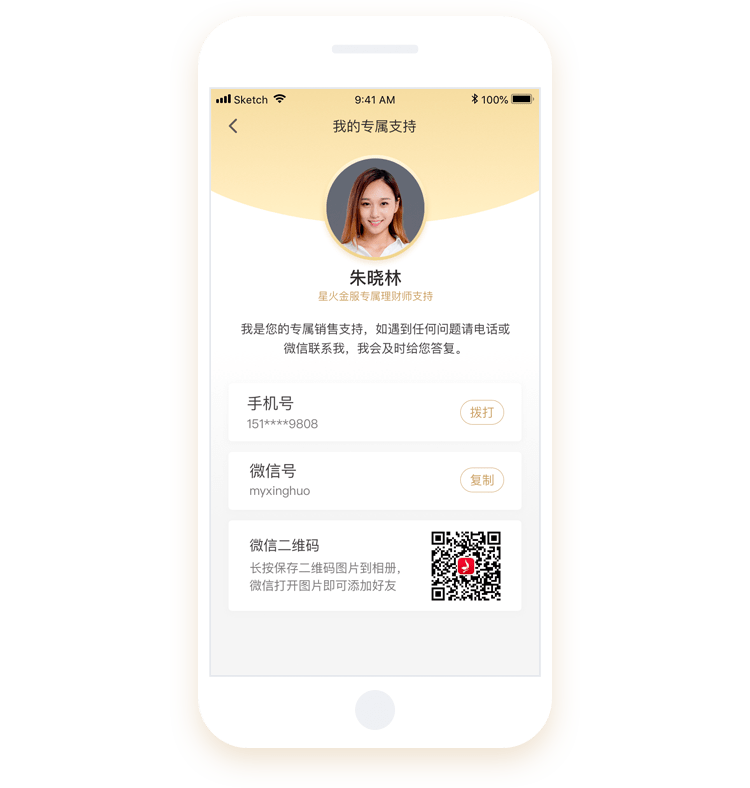 Sketch 9:41 AM 100%
我的专属支持
朱晓林
星火金服专属理财师支持
我是您的专属销售支持，如遇到任何问题请电话或
微信联系我，我会及时给您答复。
手机号
151****9808
拨打
微信号
myxinghuo
复制
微信二维码
长按保存二维码图片到相册，
微信打开图片即可添加好友